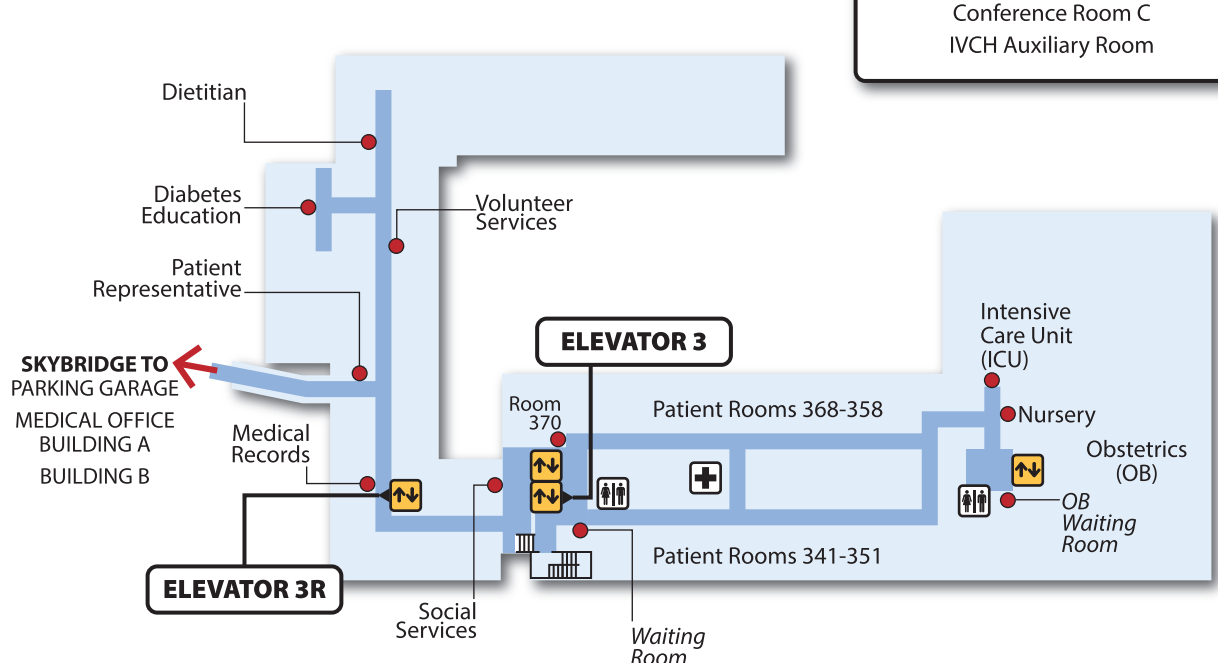 Conference Room C
IVCH Auxiliary Room
Dietitian
Diabetes
Education
Volunteer
Services
Patient
Representative
SKYBRIDGE TO
PARKING GARAGE
MEDICAL OFFICE
BUILDING A
BUILDING B
Medical
Records
ELEVATOR 3R
ELEVATOR 3
Room
370
Patient Rooms 368-358
Intensive
Care Unit
(ICU)
Nursery
Obstetrics
(OB)
OB
Waiting
Room
Patient Rooms 341-351
Social
Services
Waiting
Room